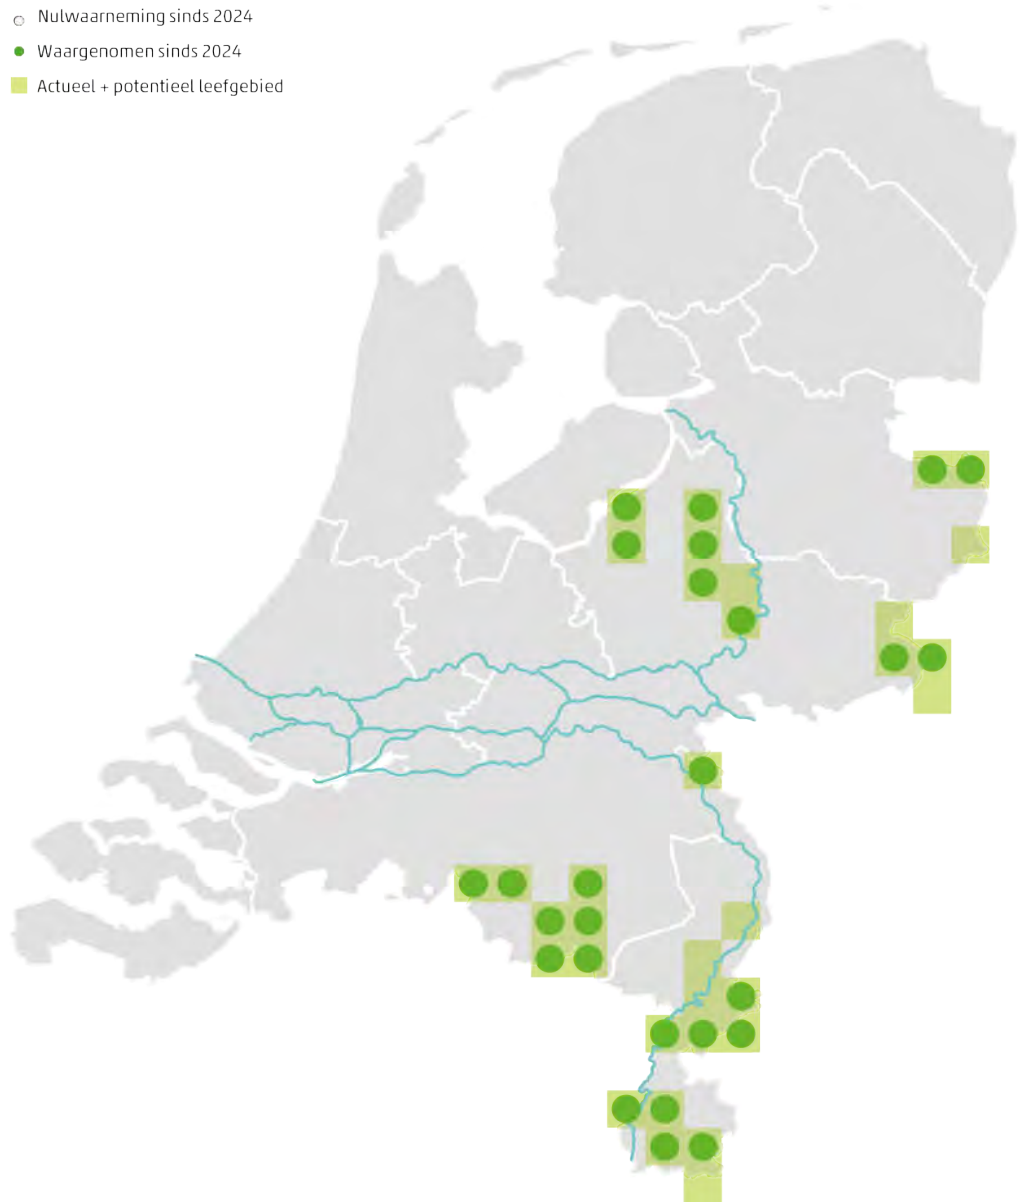 Nulwaarneming sinds 2024
Waargenomen sinds 2024
Actueel + potentieel leefgebied